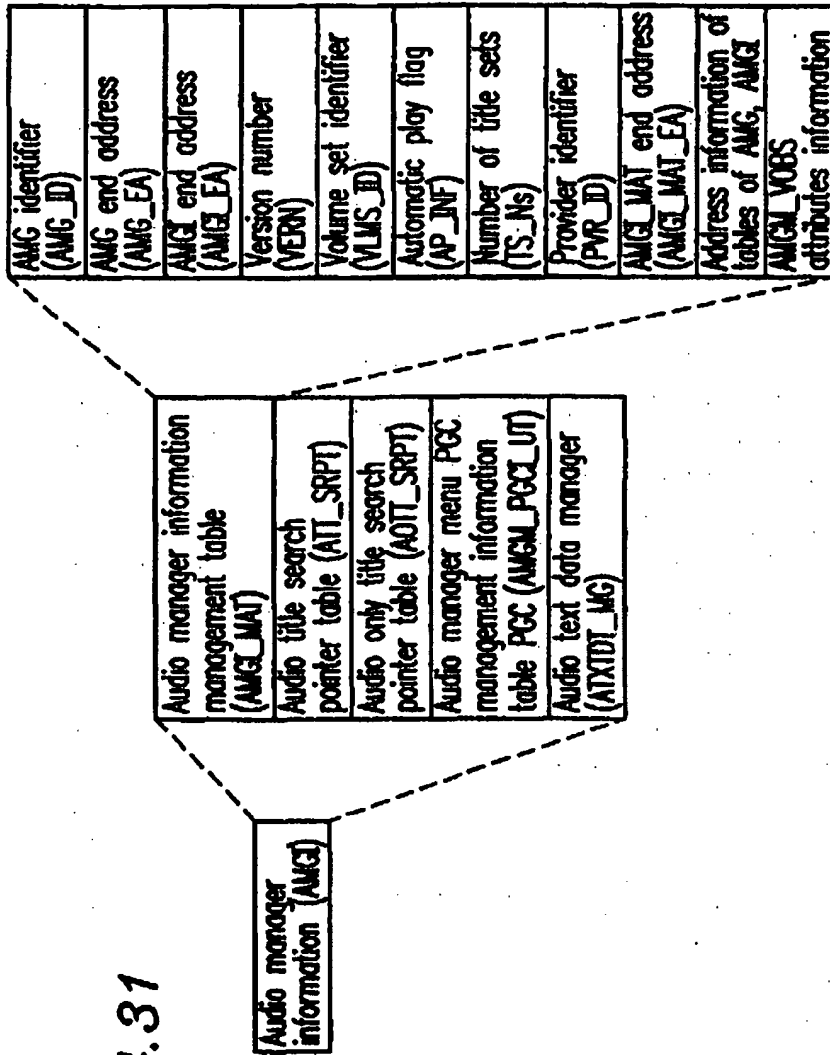 .31
Audio manager
information (AMGI)
Audio manager information
management table
(AMGI_MAT)
Audio title search
pointer table (ATT_SRPT)
Audio only title search
pointer table (AOTT_SRPT)
Audio manager menu PGC
management information
table PGC (AMGM_PGCI_UT)
Audio text data manager
(ATXTDT_MG)
AMG identifier
(AMG_ID)
AMG end address
(AMG_EA)
AMGI end address
(AMGI_EA)
Version number
(VERN)
Volume set identifier
(VLMS_ID)
Automatic play flag
(AP_INF)
Number of title sets
(TS_Ns)
Provider identifier
(PVR_ID)
AMGI_MAT end address
(AMGI_MAT_EA)
Address information of
tables of AMG, AMGI
AMGM_VOBS
attributes information